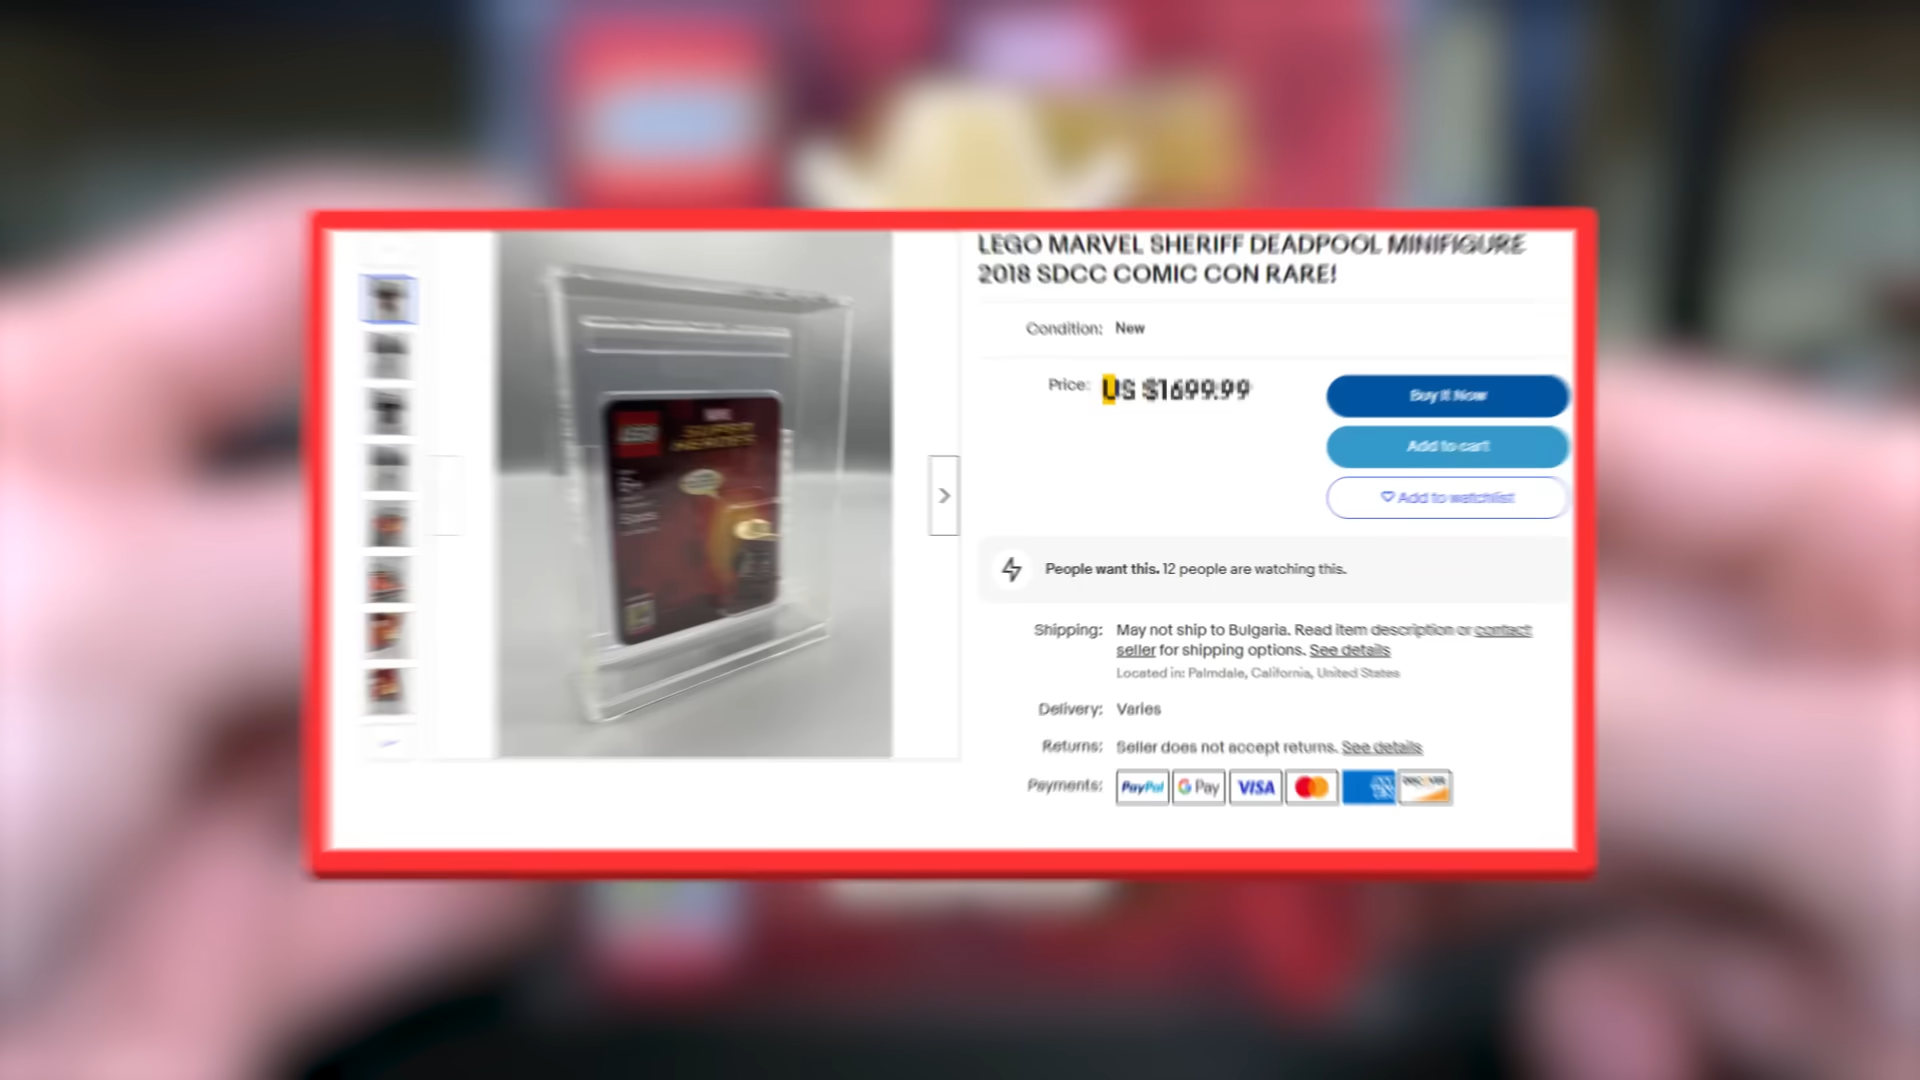 LEGO MARVEL SHERIFF DEADPOOL MINIFIGURE
2018 SDCC COMIC CON RARE!
Condition: New
Price: US $1699.99
Buy It Now
Add to cart
Add to watchlist
People want this. 12 people are watching this.
Shipping: May not ship to Bulgaria. Read item description or contact
seller for shipping options. See details
Located in: Palmdale, California, United States
Delivery: Varies
Returns: Seller does not accept returns. See details
Payments: PayPal G Pay VISA
LEGO
SUPER
HEROES